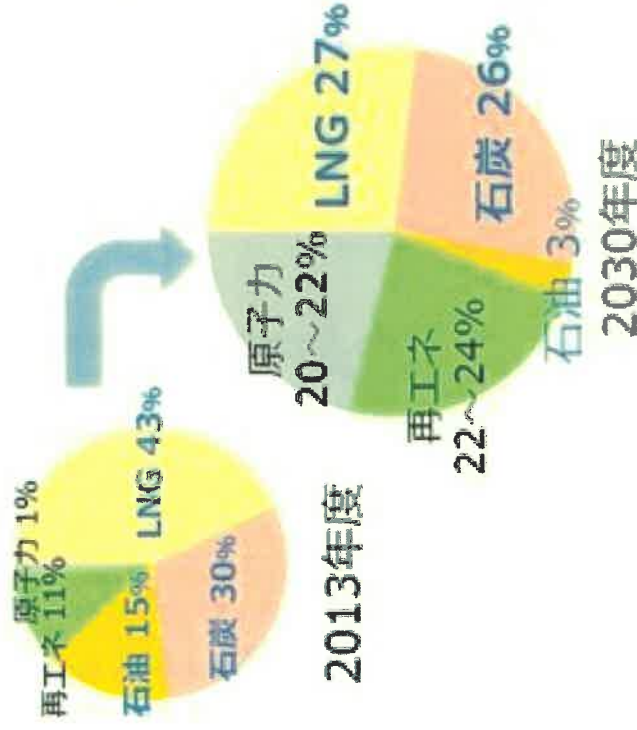 原子力 1%
再エネ 11%
石油 15%
LNG 43%
石炭 30%
2013年度
原子力
20～22%
LNG 27%
再エネ
22～24%
石炭 26%
石油 3%
2030年度